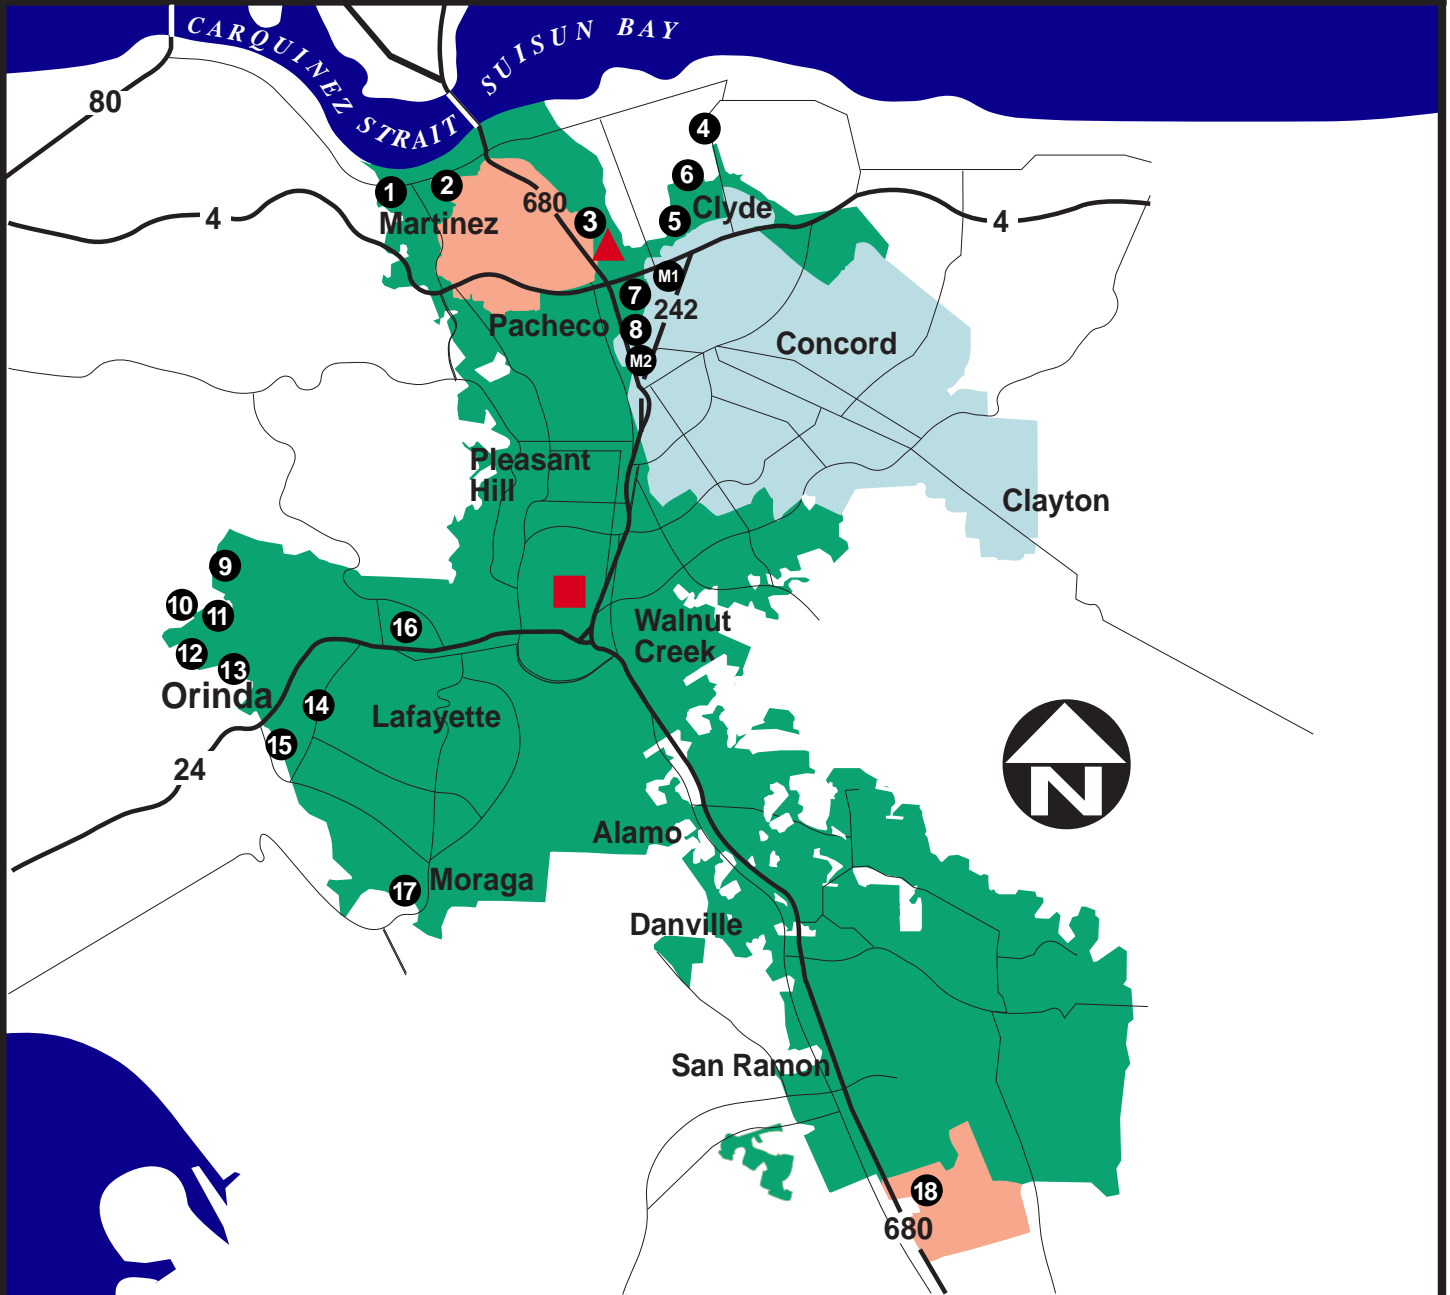 CARQUINEZ STRAIT
SUISUN BAY
80
4
6
1
2
680
3
5
Clyde
Martinez
4
4
M1
7
242
Pacheco
8
Concord
M2
Pleasant
Hill
Clayton
9
10
11
16
Walnut
Creek
12
13
Orinda
14
Lafayette
15
24
N
Alamo
17
Moraga
Danville
San Ramon
18
680